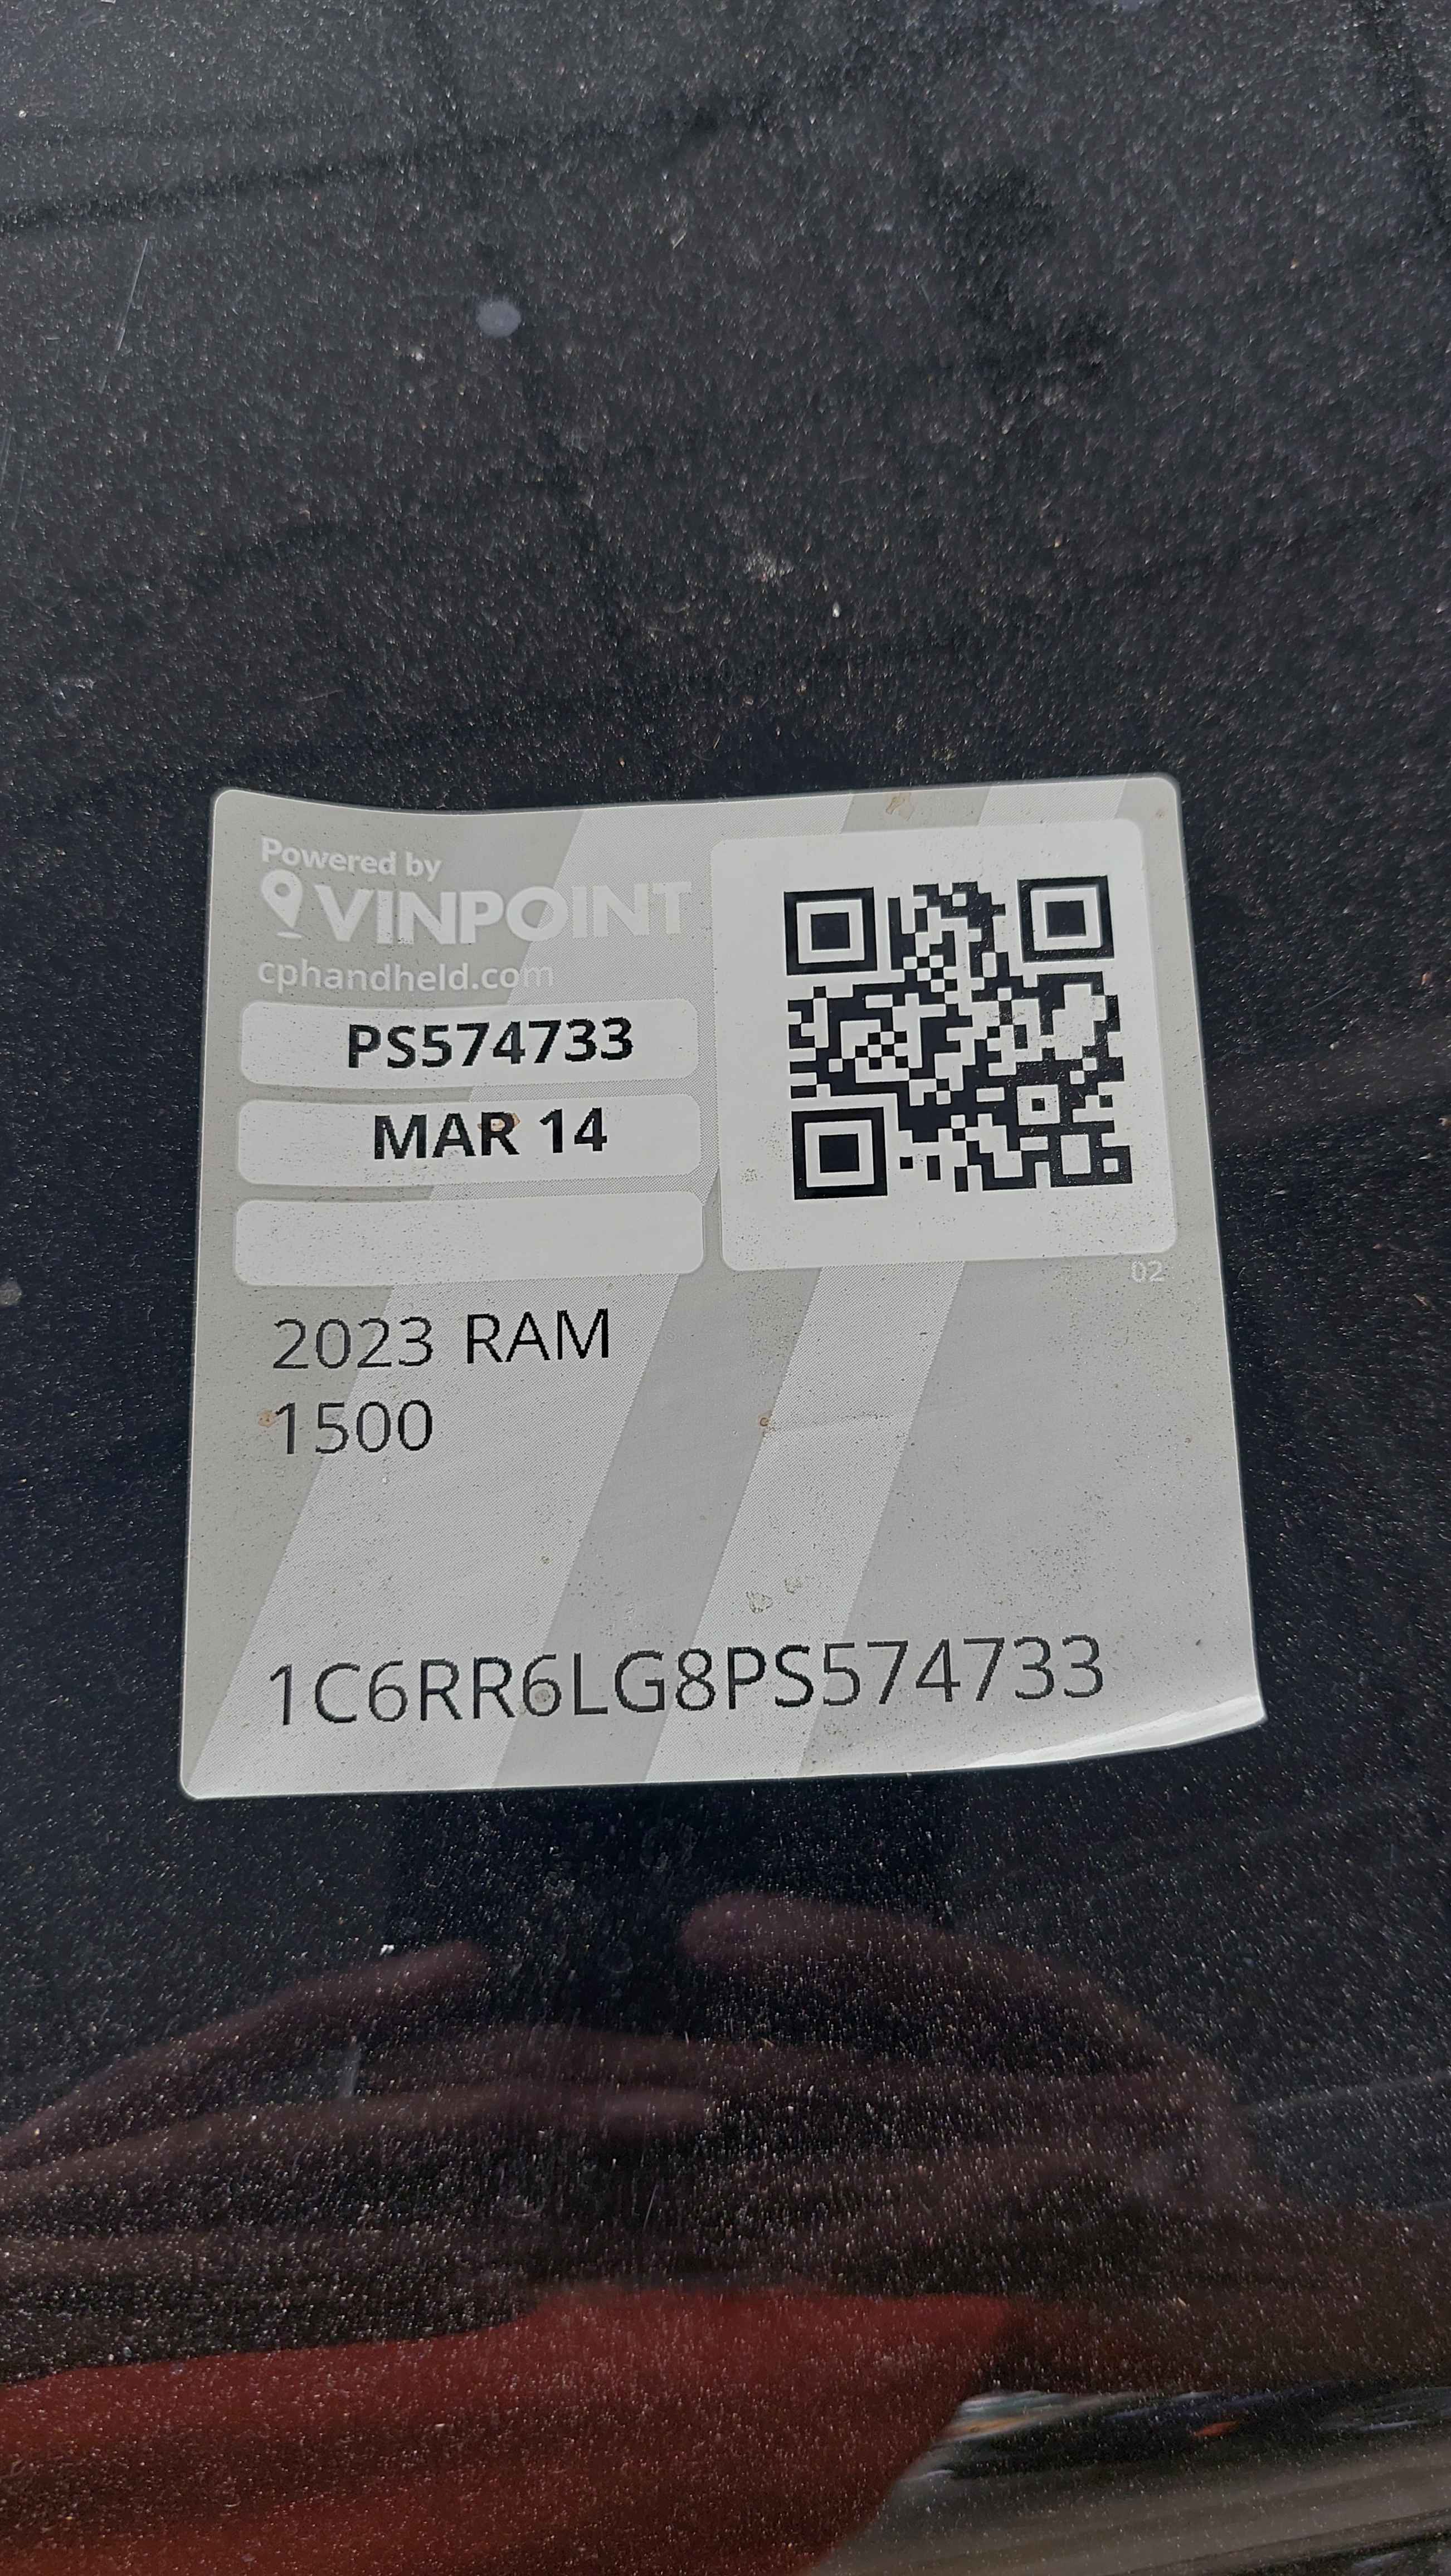 Powered by
VINPOINT
cphandheld.com
PS574733
MAR 14
02
2023 RAM
1500
1C6RR6LG8PS574733